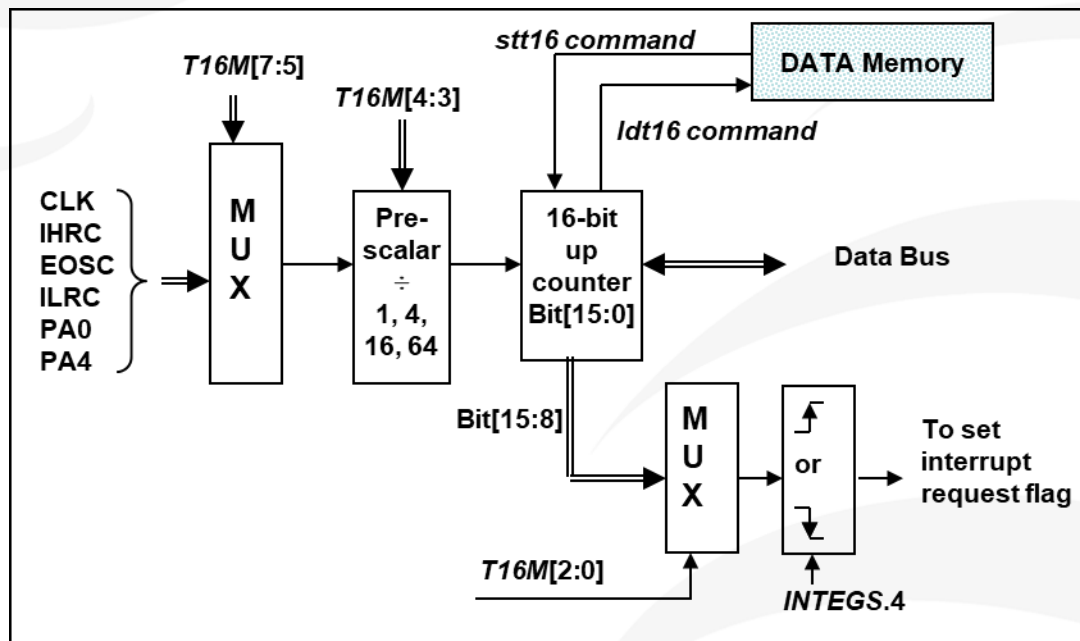 stt16 command
DATA Memory
T16M[7:5]
T16M[4:3]
ldt16 command
CLK
IHRC
EOSC
ILRC
PA0
PA4
M
U
X
Pre-
scalar
÷
1, 4,
16, 64
16-bit
up
counter
Bit[15:0]
Data Bus
Bit[15:8]
M
U
X
or
To set
interrupt
request flag
T16M[2:0]
INTEGS.4